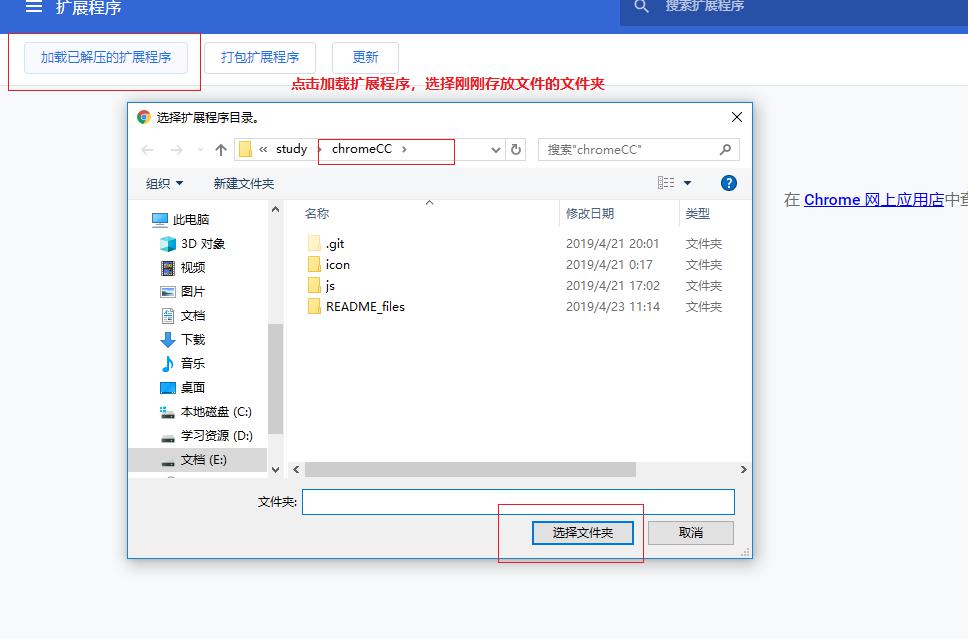 扩展程序
搜索扩展程序
加载已解压的扩展程序 打包扩展程序 更新
点击加载扩展程序，选择刚刚存放文件的文件夹
选择扩展程序目录。
« study › chromeCC › 搜索"chromeCC"
组织 新建文件夹
在 Chrome 网上应用店中查
名称 修改日期 类型
此电脑
3D 对象
视频
图片
文档
下载
音乐
桌面
本地磁盘 (C:)
学习资源 (D:)
文档 (E:)
.git 2019/4/21 20:01 文件夹
icon 2019/4/21 0:17 文件夹
js 2019/4/21 17:02 文件夹
README_files 2019/4/23 11:14 文件夹
文件夹:
选择文件夹 取消